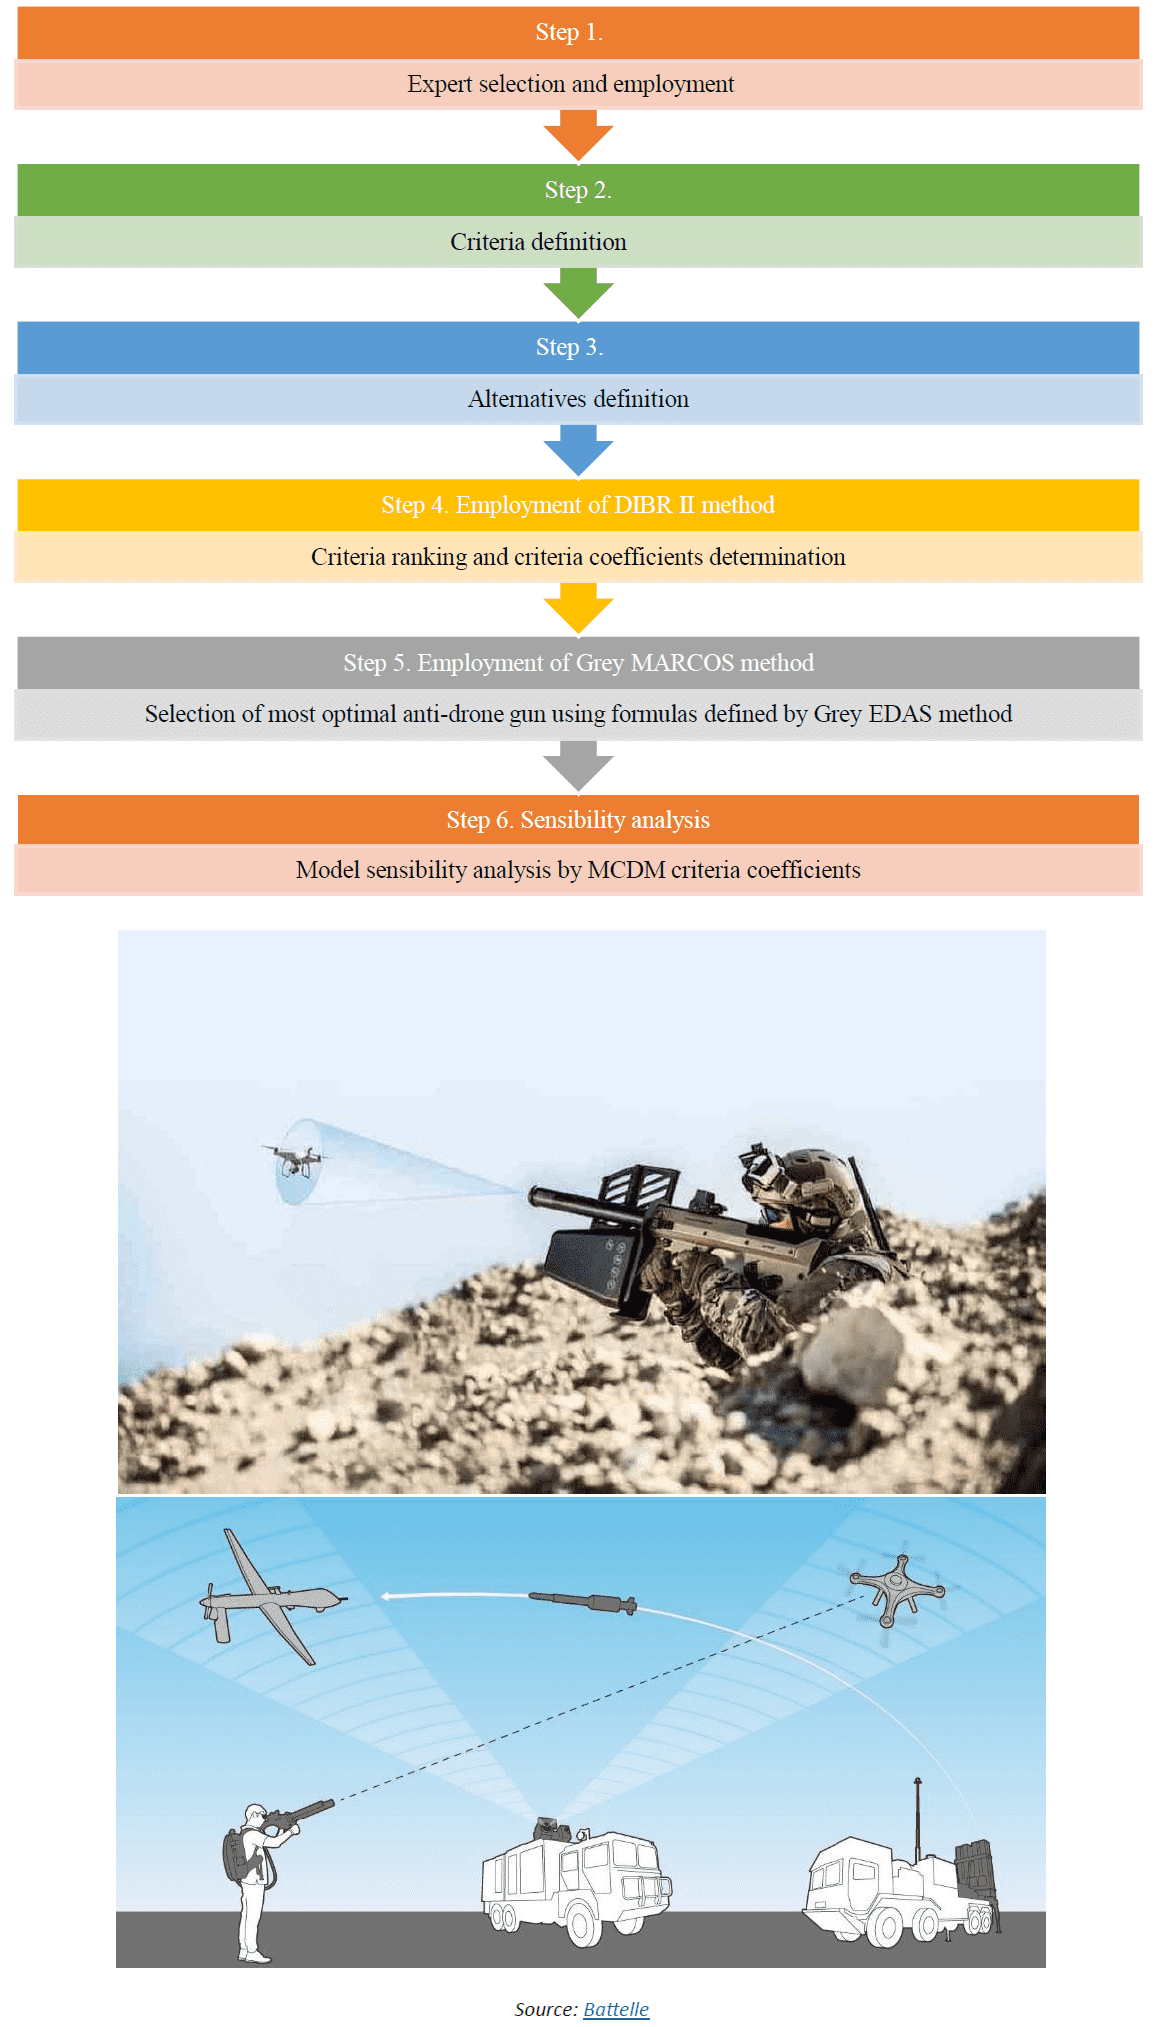 Step 1.
Expert selection and employment
Step 2.
Criteria definition
Step 3.
Alternatives definition
Step 4. Employment of DIBR II method
Criteria ranking and criteria coefficients determination
Step 5. Employment of Grey MARCOS method
Selection of most optimal anti-drone gun using formulas defined by Grey EDAS method
Step 6. Sensibility analysis
Model sensibility analysis by MCDM criteria coefficients
Source: Battelle